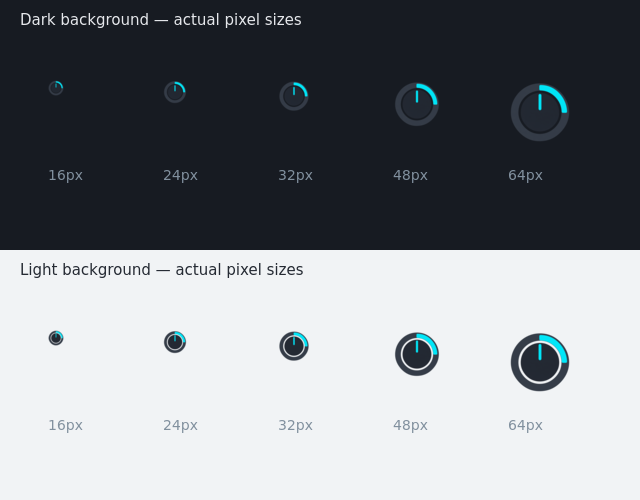 Dark background — actual pixel sizes
16px 24px 32px 48px 64px
Light background — actual pixel sizes
16px 24px 32px 48px 64px